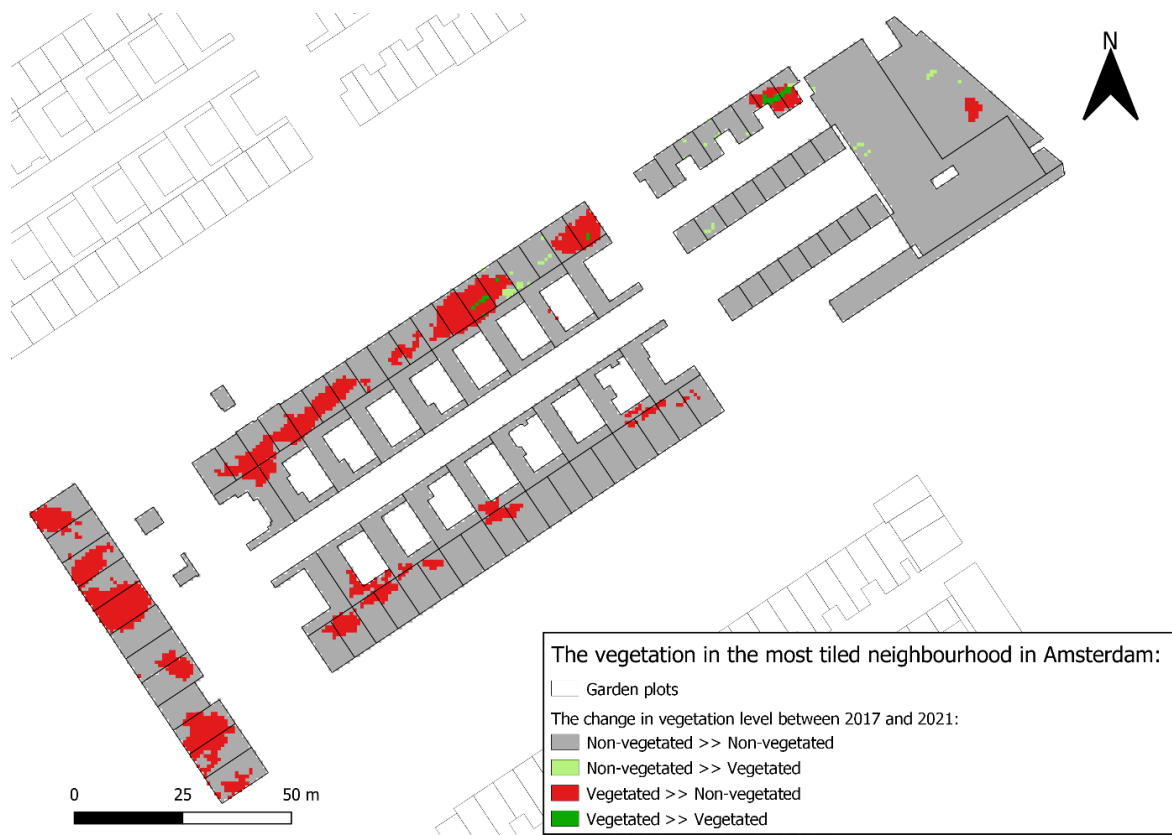 N
The vegetation in the most tiled neighbourhood in Amsterdam:
Garden plots
The change in vegetation level between 2017 and 2021:
Non-vegetated >> Non-vegetated
Non-vegetated >> Vegetated
Vegetated >> Non-vegetated
Vegetated >> Vegetated
0 25 50 m